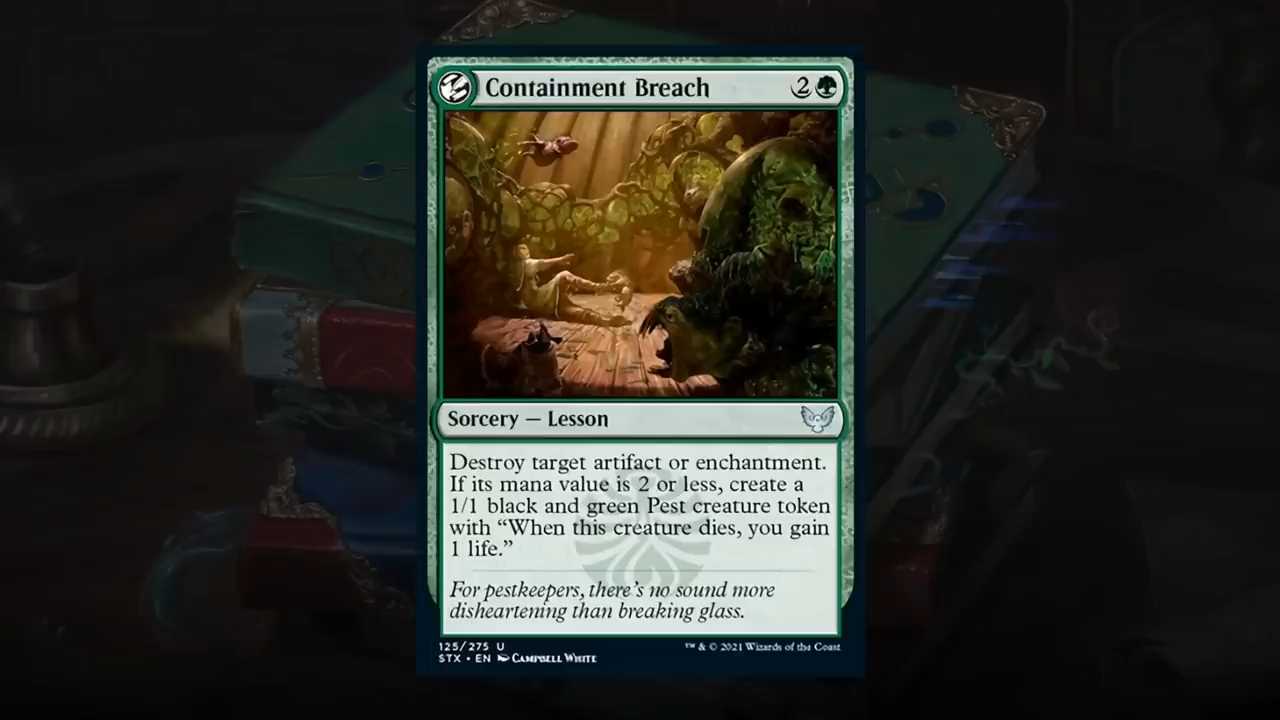 Containment Breach 2
Sorcery — Lesson
Destroy target artifact or enchantment.
If its mana value is 2 or less, create a
1/1 black and green Pest creature token
with “When this creature dies, you gain
1 life.”
For pestkeepers, there’s no sound more
disheartening than breaking glass.
125/275 U
STX • EN Campbell White
™ & © 2021 Wizards of the Coast